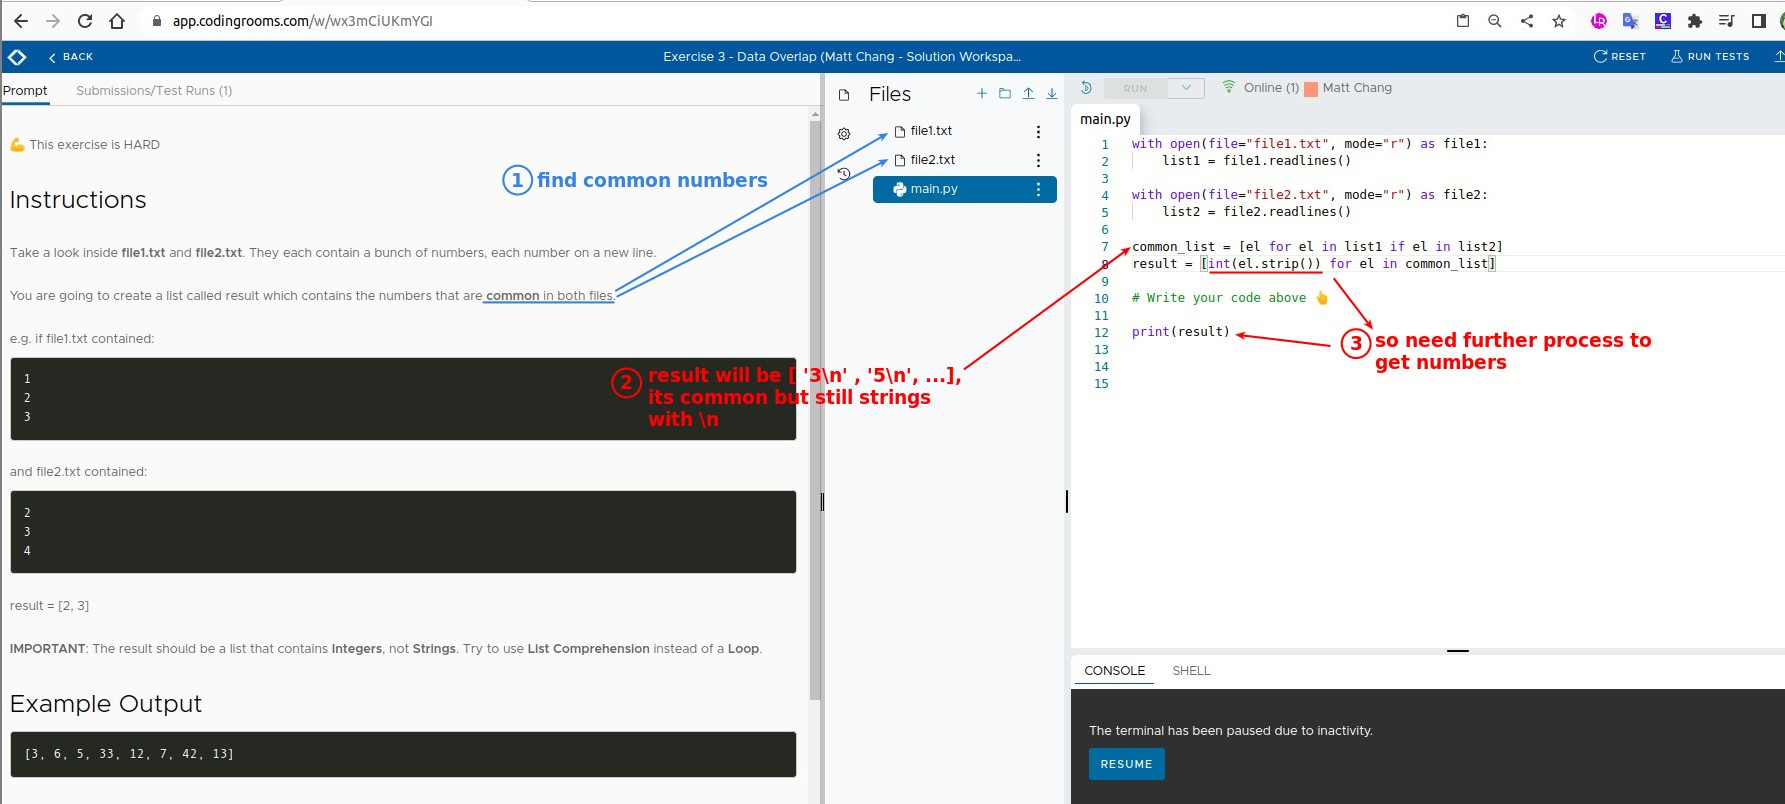 app.codingrooms.com/w/wx3mCiUKmYGI
BACK
Exercise 3 - Data Overlap (Matt Chang - Solution Workspa...
RESET
RUN TESTS
Prompt
Submissions/Test Runs (1)
💪 This exercise is HARD
Instructions
Take a look inside file1.txt and file2.txt. They each contain a bunch of numbers, each number on a new line.
You are going to create a list called result which contains the numbers that are common in both files.
e.g. if file1.txt contained:
1
2
3
and file2.txt contained:
2
3
4
result = [2, 3]
IMPORTANT: The result should be a list that contains Integers, not Strings. Try to use List Comprehension instead of a Loop.
Example Output
[3, 6, 5, 33, 12, 7, 42, 13]
1 find common numbers
2 result will be [ '3\n' , '5\n', ...],
its common but still strings
with \n
Files
file1.txt
file2.txt
main.py
RUN
Online (1)
Matt Chang
main.py
1 with open(file="file1.txt", mode="r") as file1:
2     list1 = file1.readlines()
3
4 with open(file="file2.txt", mode="r") as file2:
5     list2 = file2.readlines()
6
7 common_list = [el for el in list1 if el in list2]
8 result = [int(el.strip()) for el in common_list]
9
10 # Write your code above 👆
11
12 print(result)
13
14
15
3 so need further process to
get numbers
CONSOLE
SHELL
The terminal has been paused due to inactivity.
RESUME